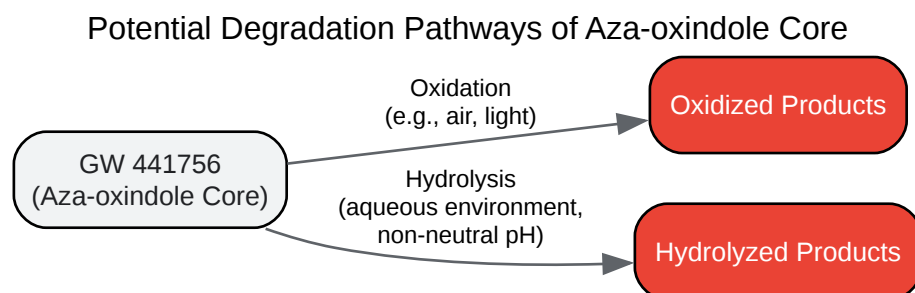 Potential Degradation Pathways of Aza-oxindole Core
Oxidation
(e.g., air, light)
Oxidized Products
GW 441756
(Aza-oxindole Core)
Hydrolysis
(aqueous environment,
non-neutral pH)
Hydrolyzed Products